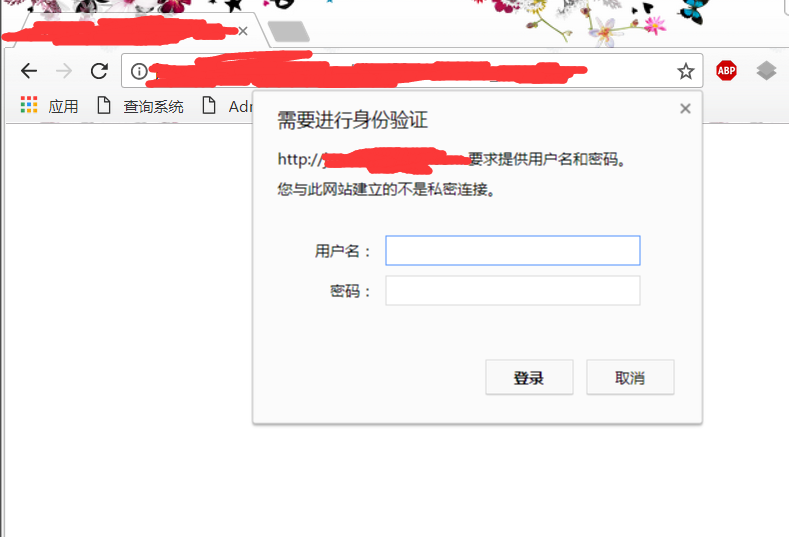 ABP
应用
查询系统
需要进行身份验证
http://
要求提供用户名和密码。
您与此网站建立的不是私密连接。
用户名：
密码：
登录
取消